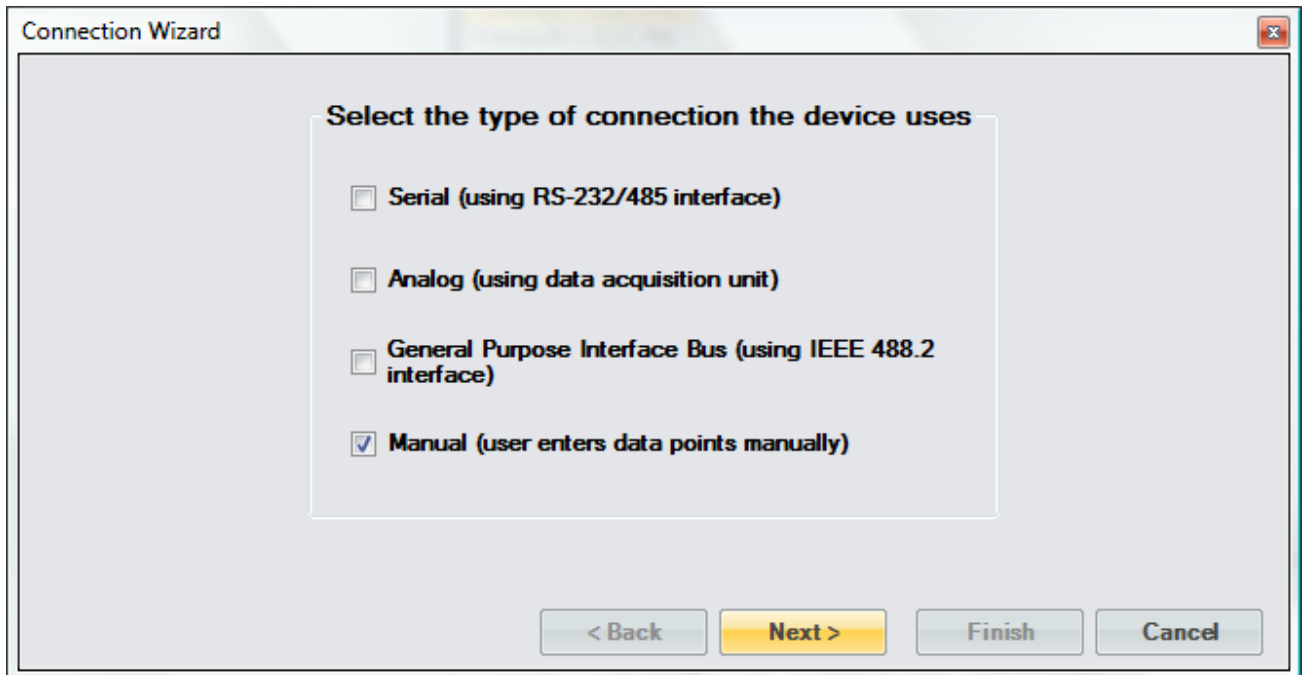 Connection Wizard
Select the type of connection the device uses
Serial (using RS-232/485 interface)
Analog (using data acquisition unit)
General Purpose Interface Bus (using IEEE 488.2
interface)
Manual (user enters data points manually)
< Back
Next >
Finish
Cancel